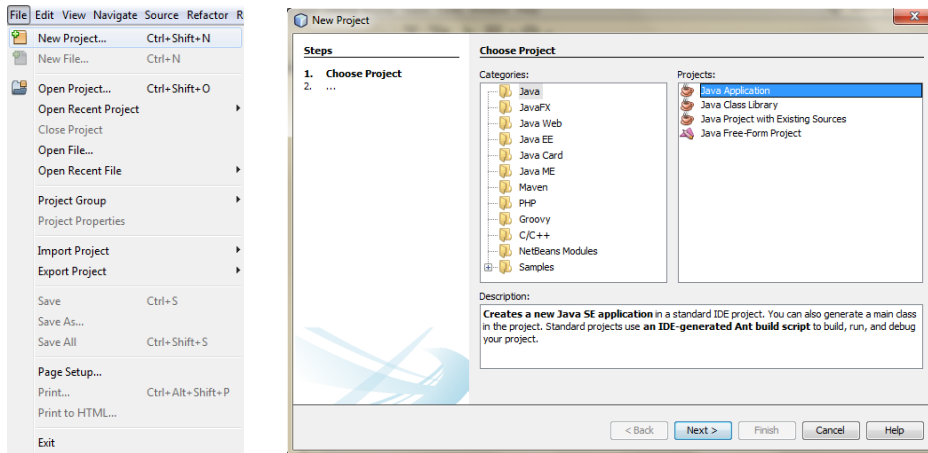 File Edit View Navigate Source Refactor R
New Project... Ctrl+Shift+N
New File... Ctrl+N
Open Project... Ctrl+Shift+O
Open Recent Project
Close Project
Open File...
Open Recent File
Project Group
Project Properties
Import Project
Export Project
Save Ctrl+S
Save As...
Save All Ctrl+Shift+S
Page Setup...
Print... Ctrl+Alt+Shift+P
Print to HTML...
Exit
New Project
Steps
1. Choose Project
2. ...
Choose Project
Categories:
Java
JavaFX
Java Web
Java EE
Java Card
Java ME
Maven
PHP
Groovy
C/C++
NetBeans Modules
Samples
Projects:
Java Application
Java Class Library
Java Project with Existing Sources
Java Free-Form Project
Description:
Creates a new Java SE application in a standard IDE project. You can also generate a main class
in the project. Standard projects use an IDE-generated Ant build script to build, run, and debug
your project.
< Back Next > Finish Cancel Help